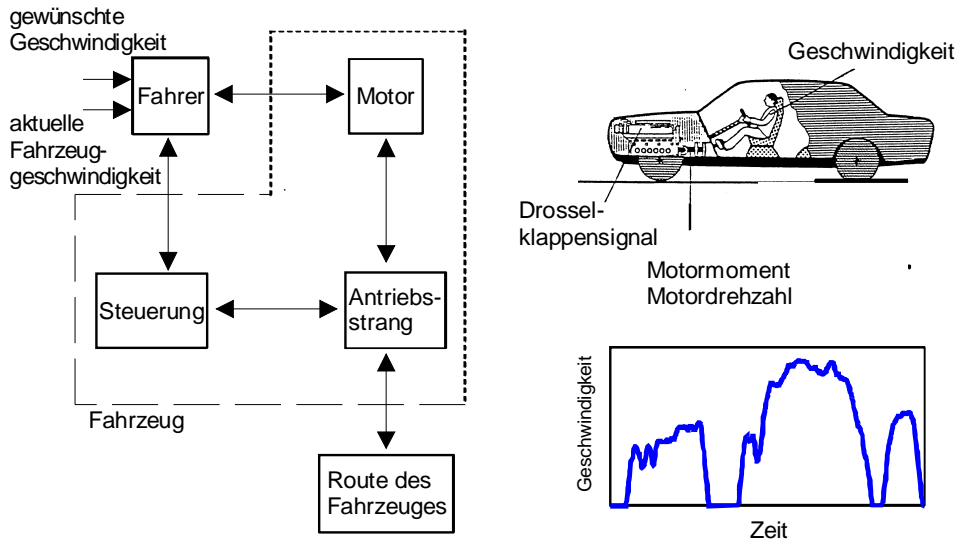 gewünschte
Geschwindigkeit
Fahrer
Motor
aktuelle
Fahrzeug-
geschwindigkeit
Steuerung
Antriebs-
strang
Fahrzeug
Route des
Fahrzeuges
Geschwindigkeit
Drossel-
klappensignal
Motormoment
Motordrehzahl
Geschwindigkeit
Zeit